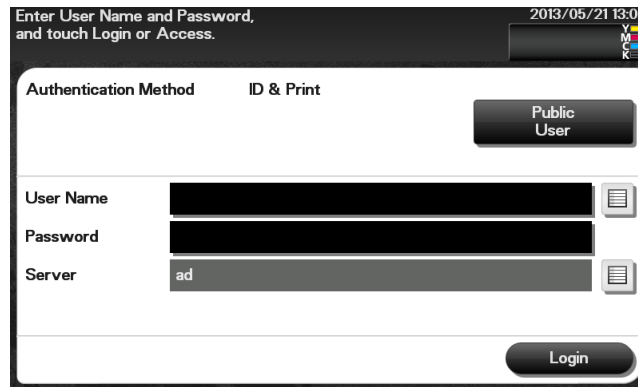 Enter User Name and Password,
and touch Login or Access.
2013/05/21 13:0
Y
M
C
K
Authentication Method ID & Print
Public
User
User Name
Password
Server ad
Login